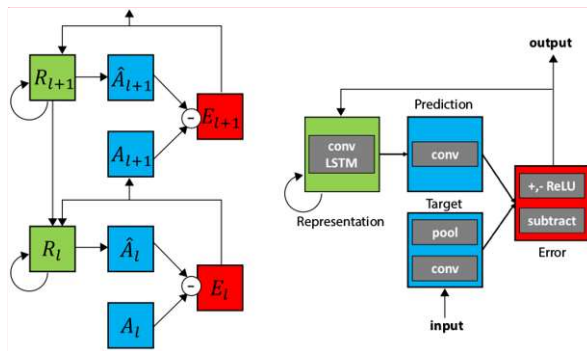 R_{l+1}
Â_{l+1}
-
E_{l+1}
A_{l+1}
R_l
Â_l
-
E_l
A_l
output
Prediction
conv
LSTM
conv
Representation
Target
pool
conv
+,- ReLU
subtract
Error
input